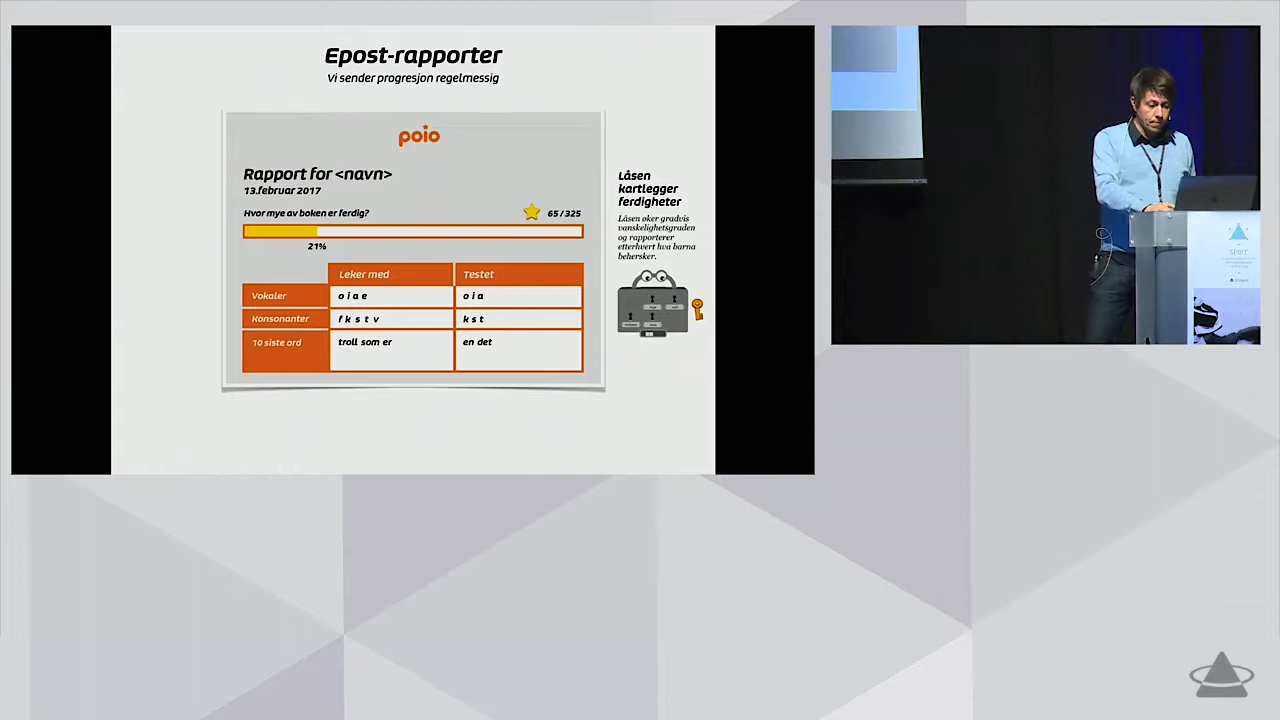 Epost-rapporter
Vi sender progresjon regelmessig
poio
Rapport for <navn>
13.februar 2017
Hvor mye av boken er ferdig?
65 / 325
21%
Leker med
Testet
Vokaler
o i a e
o i a
Konsonanter
f k s t v
k s t
10 siste ord
troll som er
en det
Låsen
kartlegger
ferdigheter
Låsen øker gradvis
vanskelighetsgraden
og rapporterer
etterhvert hva barna
behersker.
SPOT